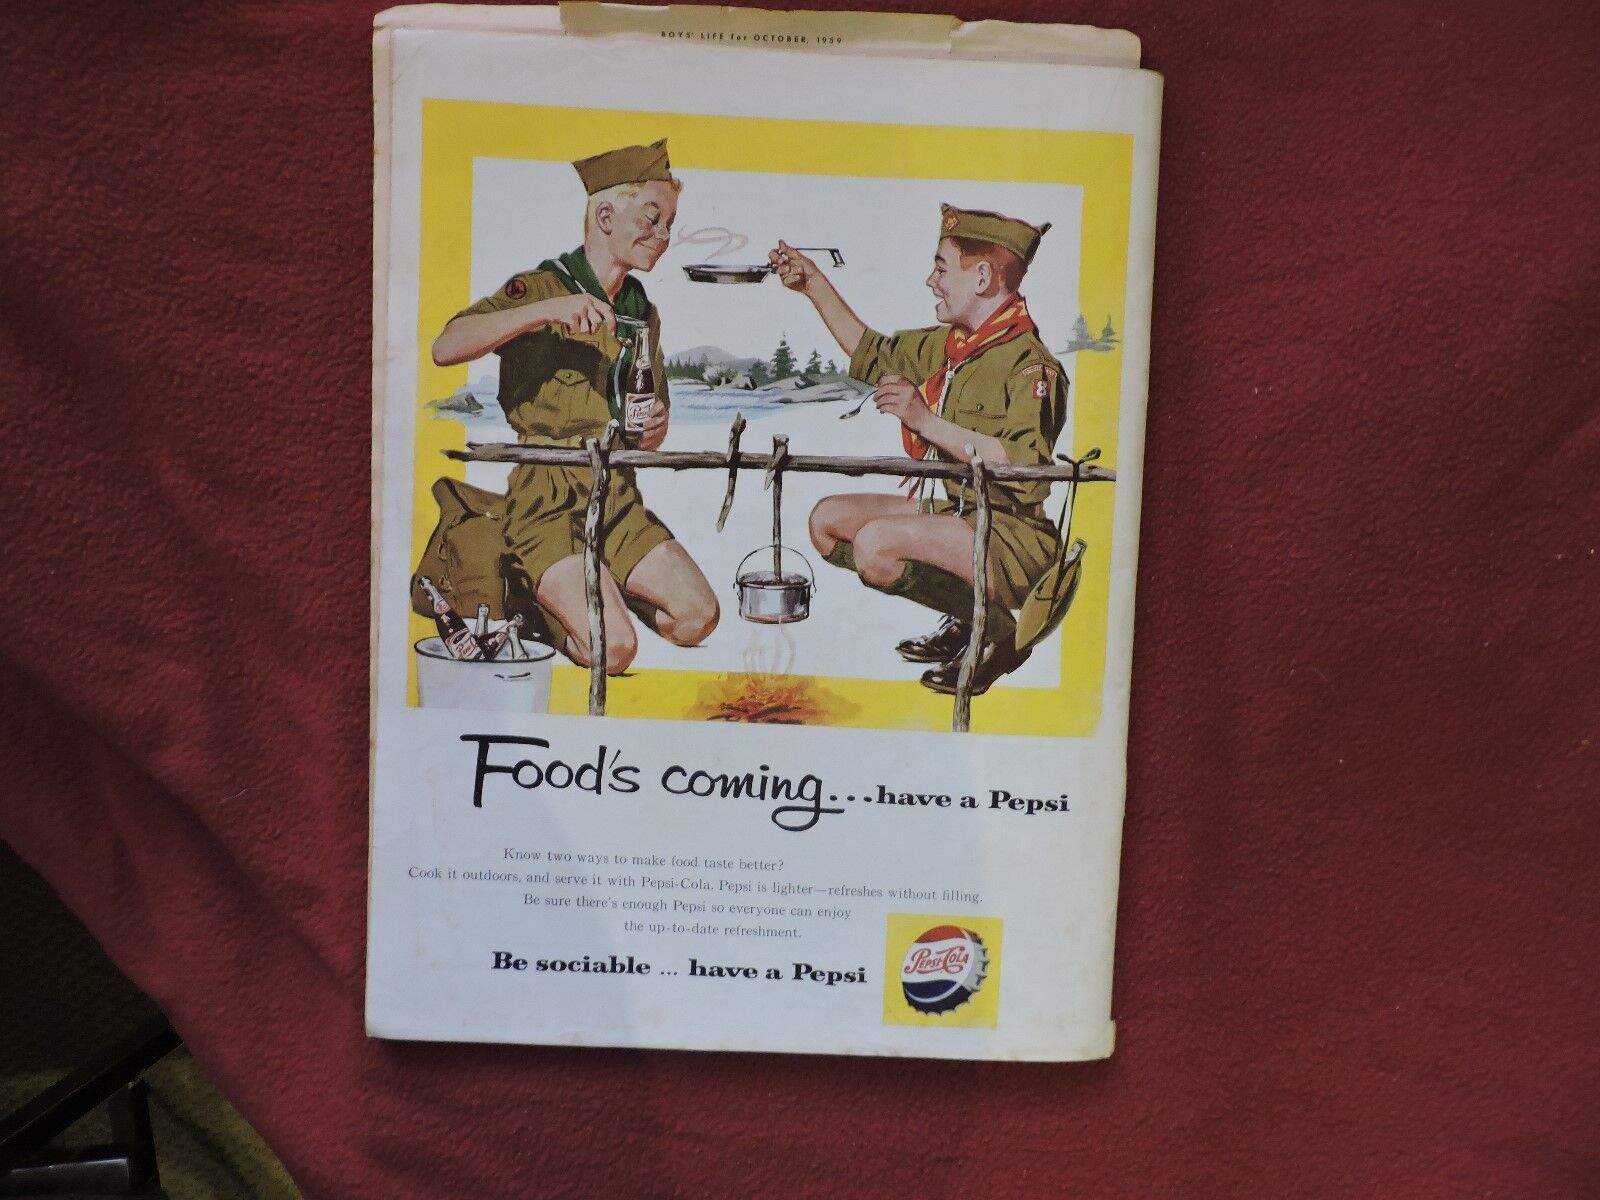 BOYS' LIFE for OCTOBER, 1959
8
Food's coming...have a Pepsi
Know two ways to make food taste better?
Cook it outdoors, and serve it with Pepsi-Cola. Pepsi is lighter—refreshes without filling.
Be sure there's enough Pepsi so everyone can enjoy
the up-to-date refreshment.
Be sociable ... have a Pepsi
PEPSI-COLA